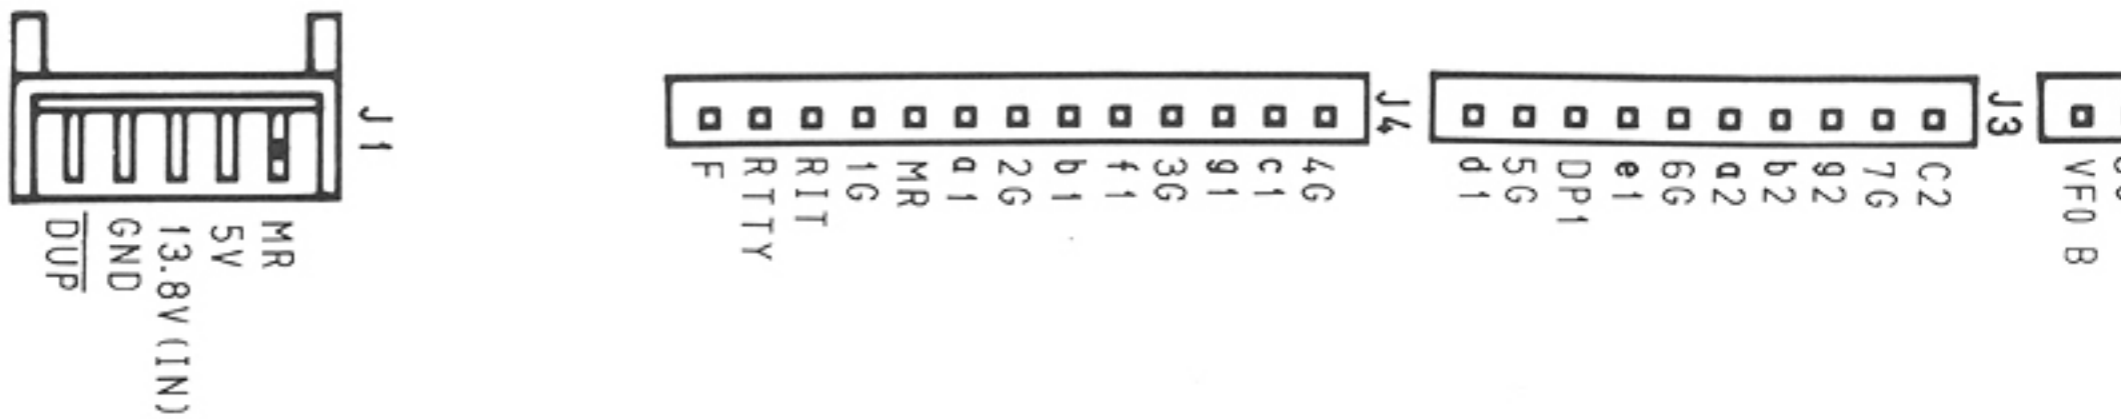 J1
D̅U̅P̅
GND
13.8V(IN)
5V
MR
J4
F
RTTY
RIT
1G
MR
a1
2G
b1
f1
3G
g1
c1
4G
J3
d1
5G
DP1
e1
6G
a2
b2
g2
7G
C2
VFO B